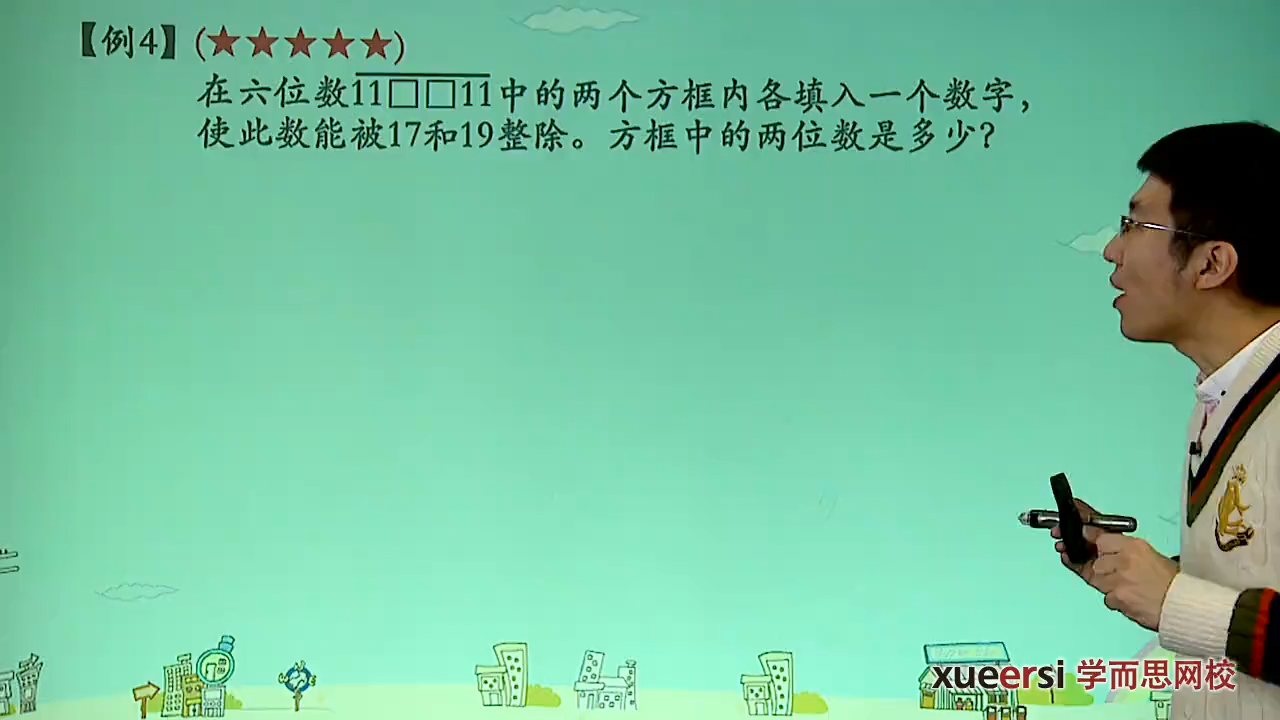 【例4】(★★★★★)
在六位数11□□11中的两个方框内各填入一个数字，
使此数能被17和19整除。方框中的两位数是多少？
xueersi 学而思网校